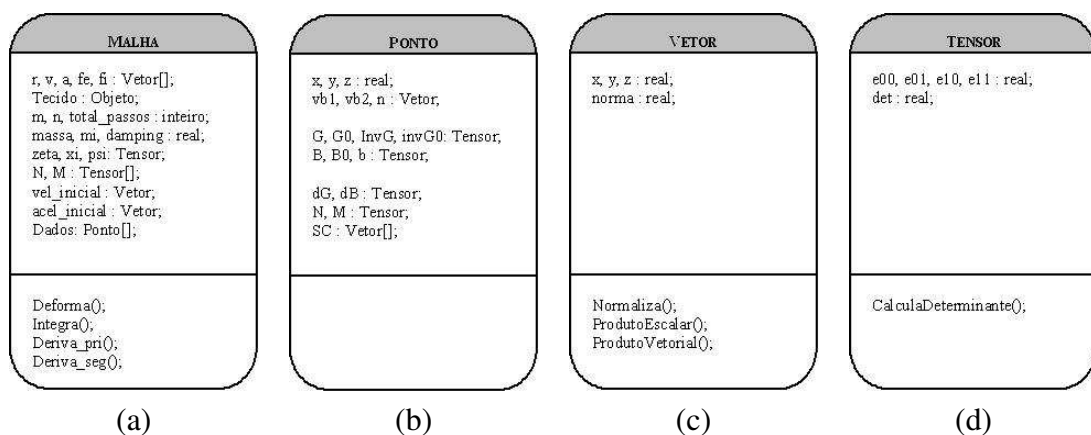 MALHA
r, v, a, fe, fi : Vetor[];
Tecido : Objeto;
m, n, total_passos : inteiro;
massa, mi, damping : real;
zeta, xi, psi: Tensor;
N, M : Tensor[];
vel_inicial : Vetor;
acel_inicial : Vetor;
Dados: Ponto[];
Deforma();
Integra();
Deriva_pri();
Deriva_seg();
(a)
PONTO
x, y, z : real;
vb1, vb2, n : Vetor;
G, G0, InvG, invG0: Tensor;
B, B0, b : Tensor;
dG, dB : Tensor;
N, M : Tensor;
SC : Vetor[];
(b)
VETOR
x, y, z : real;
norma : real;
Normaliza();
ProdutoEscalar();
ProdutoVetorial();
(c)
TENSOR
e00, e01, e10, e11 : real;
det : real;
CalculaDeterminante();
(d)